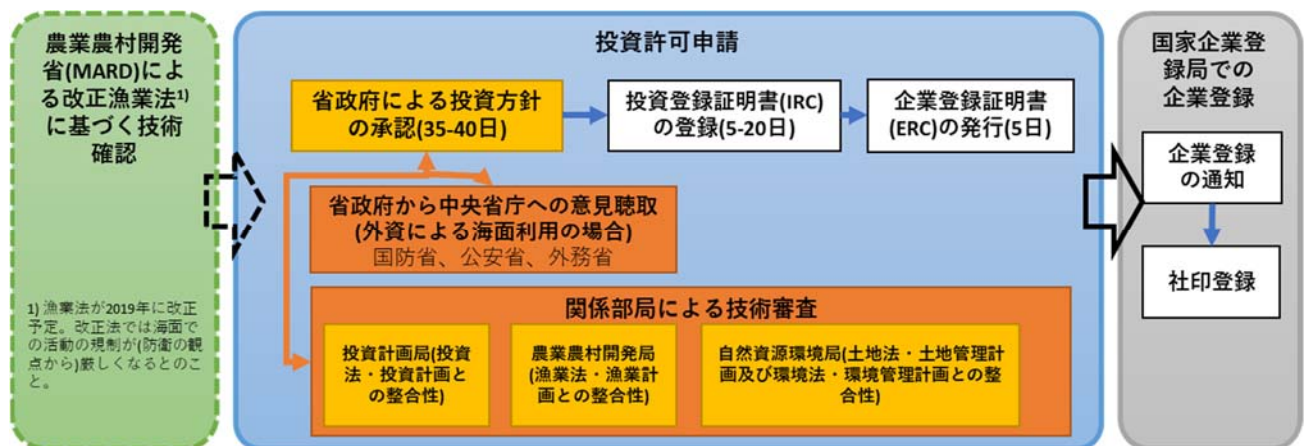 農業農村開発
省(MARD)によ
る改正漁業法1)
に基づく技術
確認
1) 漁業法が2019年に改正
予定。改正法では海面で
の活動の規制が(防衛の観
点から)厳しくなるとのこ
と。
投資許可申請
省政府による投資方針
の承認(35-40日)
投資登録証明書(IRC)
の登録(5-20日)
企業登録証明書
(ERC)の発行(5日)
省政府から中央省庁への意見聴取
(外資による海面利用の場合)
国防省、公安省、外務省
関係部局による技術審査
投資計画局(投資
法・投資計画と
の整合性)
農業農村開発局
(漁業法・漁業計
画との整合性)
自然資源環境局(土地法・土地管理計
画及び環境法・環境管理計画との整
合性)
国家企業登
録局での
企業登録
企業登録
の通知
社印登録